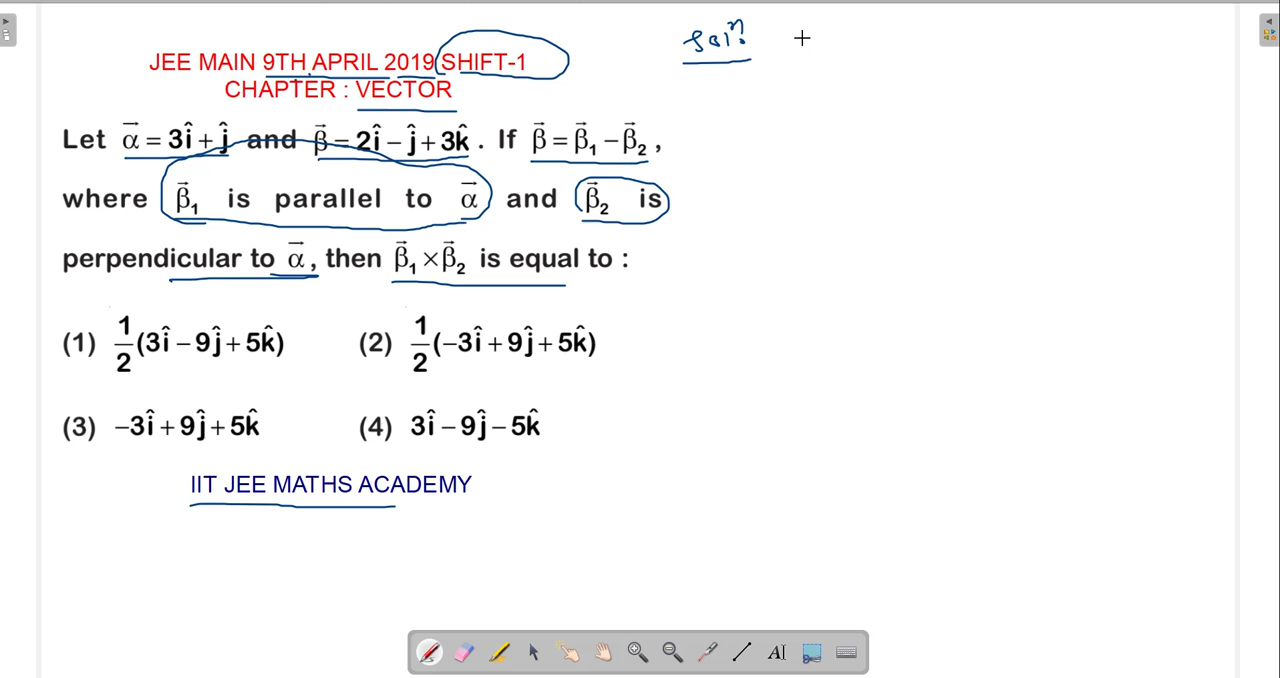 JEE MAIN 9TH APRIL 2019 SHIFT-1
CHAPTER : VECTOR
Solⁿ:
Let α⃗ = 3î + ĵ and β⃗ = 2î − ĵ + 3k̂ . If β⃗ = β⃗₁ − β⃗₂ ,
where β⃗₁ is parallel to α⃗ and β⃗₂ is
perpendicular to α⃗ , then β⃗₁ × β⃗₂ is equal to :
(1) 1/2 (3î − 9ĵ + 5k̂) (2) 1/2 (−3î + 9ĵ + 5k̂)
(3) −3î + 9ĵ + 5k̂ (4) 3î − 9ĵ − 5k̂
IIT JEE MATHS ACADEMY